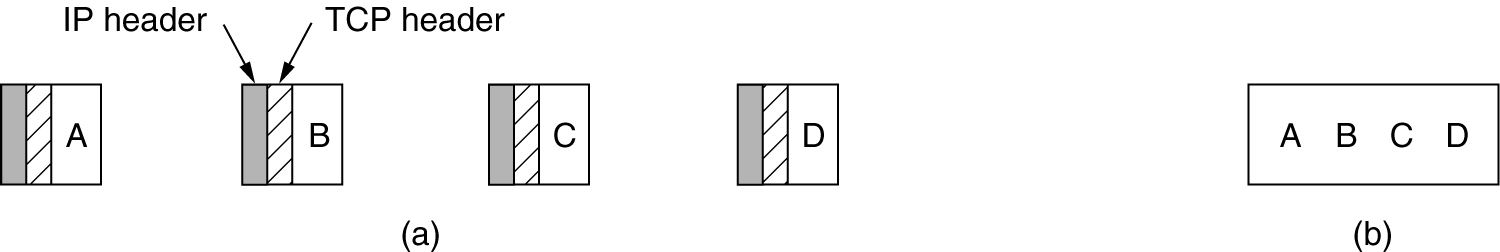 IP header TCP header
A B C D A B C D
(a) (b)